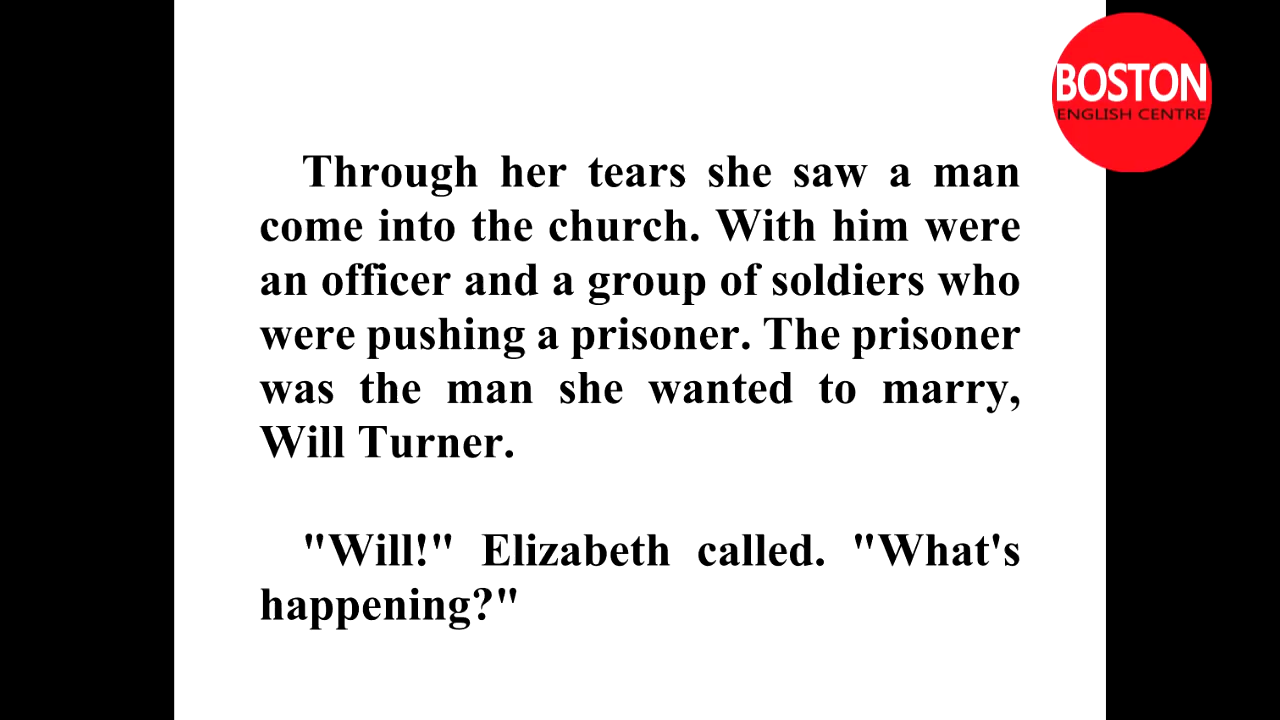 BOSTON
ENGLISH CENTRE
Through her tears she saw a man
come into the church. With him were
an officer and a group of soldiers who
were pushing a prisoner. The prisoner
was the man she wanted to marry,
Will Turner.
"Will!" Elizabeth called. "What's
happening?"